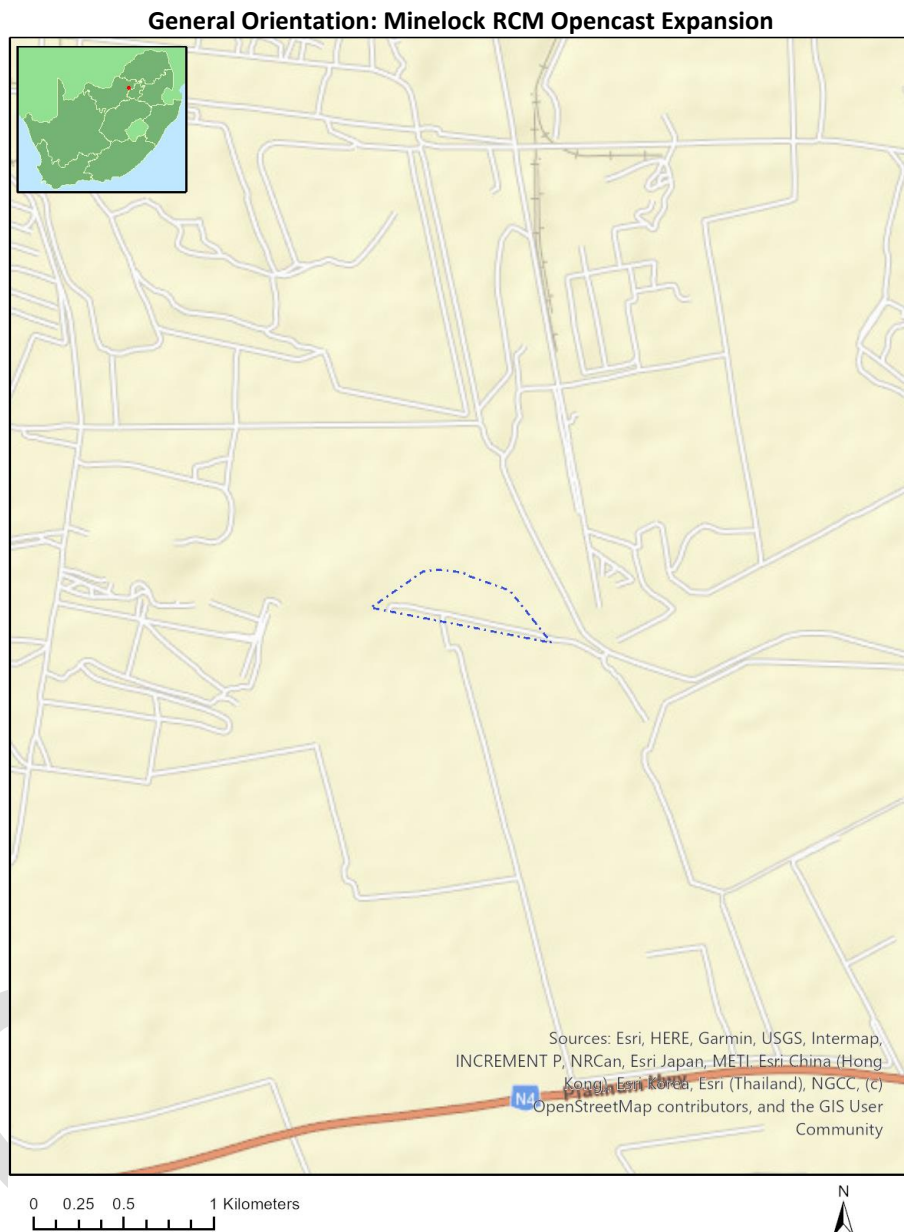 General Orientation: Minelock RCM Opencast Expansion
Sources: Esri, HERE, Garmin, USGS, Intermap,
INCREMENT P, NRCan, Esri Japan, METI, Esri China (Hong
Kong), Esri Korea, Esri (Thailand), NGCC, (c)
OpenStreetMap contributors, and the GIS User
Community
N4
Platinum Hwy
0 0.25 0.5 1 Kilometers
N